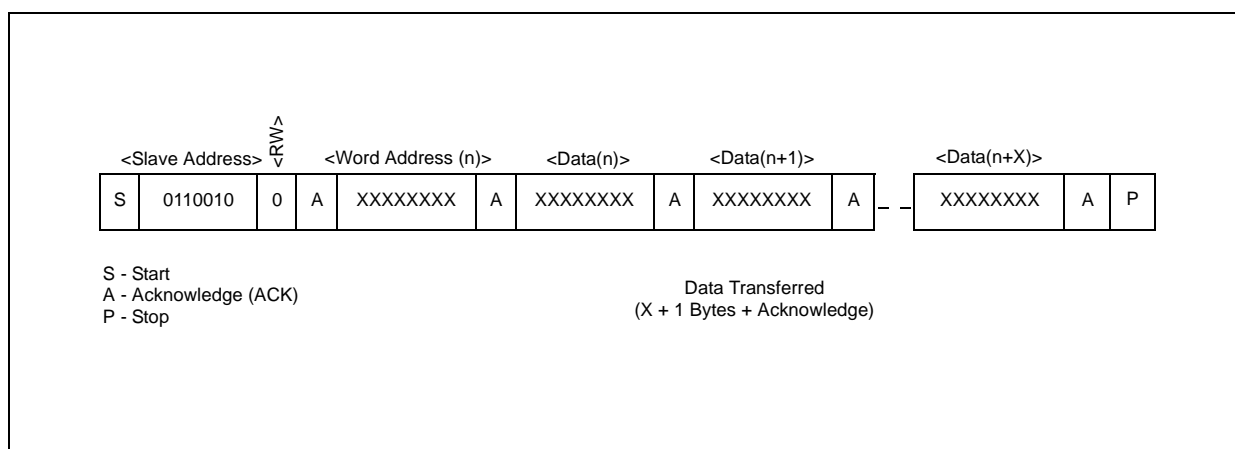 <Slave Address> <RW> <Word Address (n)> <Data(n)> <Data(n+1)> <Data(n+X)>
S 0110010 0 A XXXXXXXX A XXXXXXXX A XXXXXXXX A XXXXXXXX A P
S - Start
A - Acknowledge (ACK)
P - Stop
Data Transferred
(X + 1 Bytes + Acknowledge)